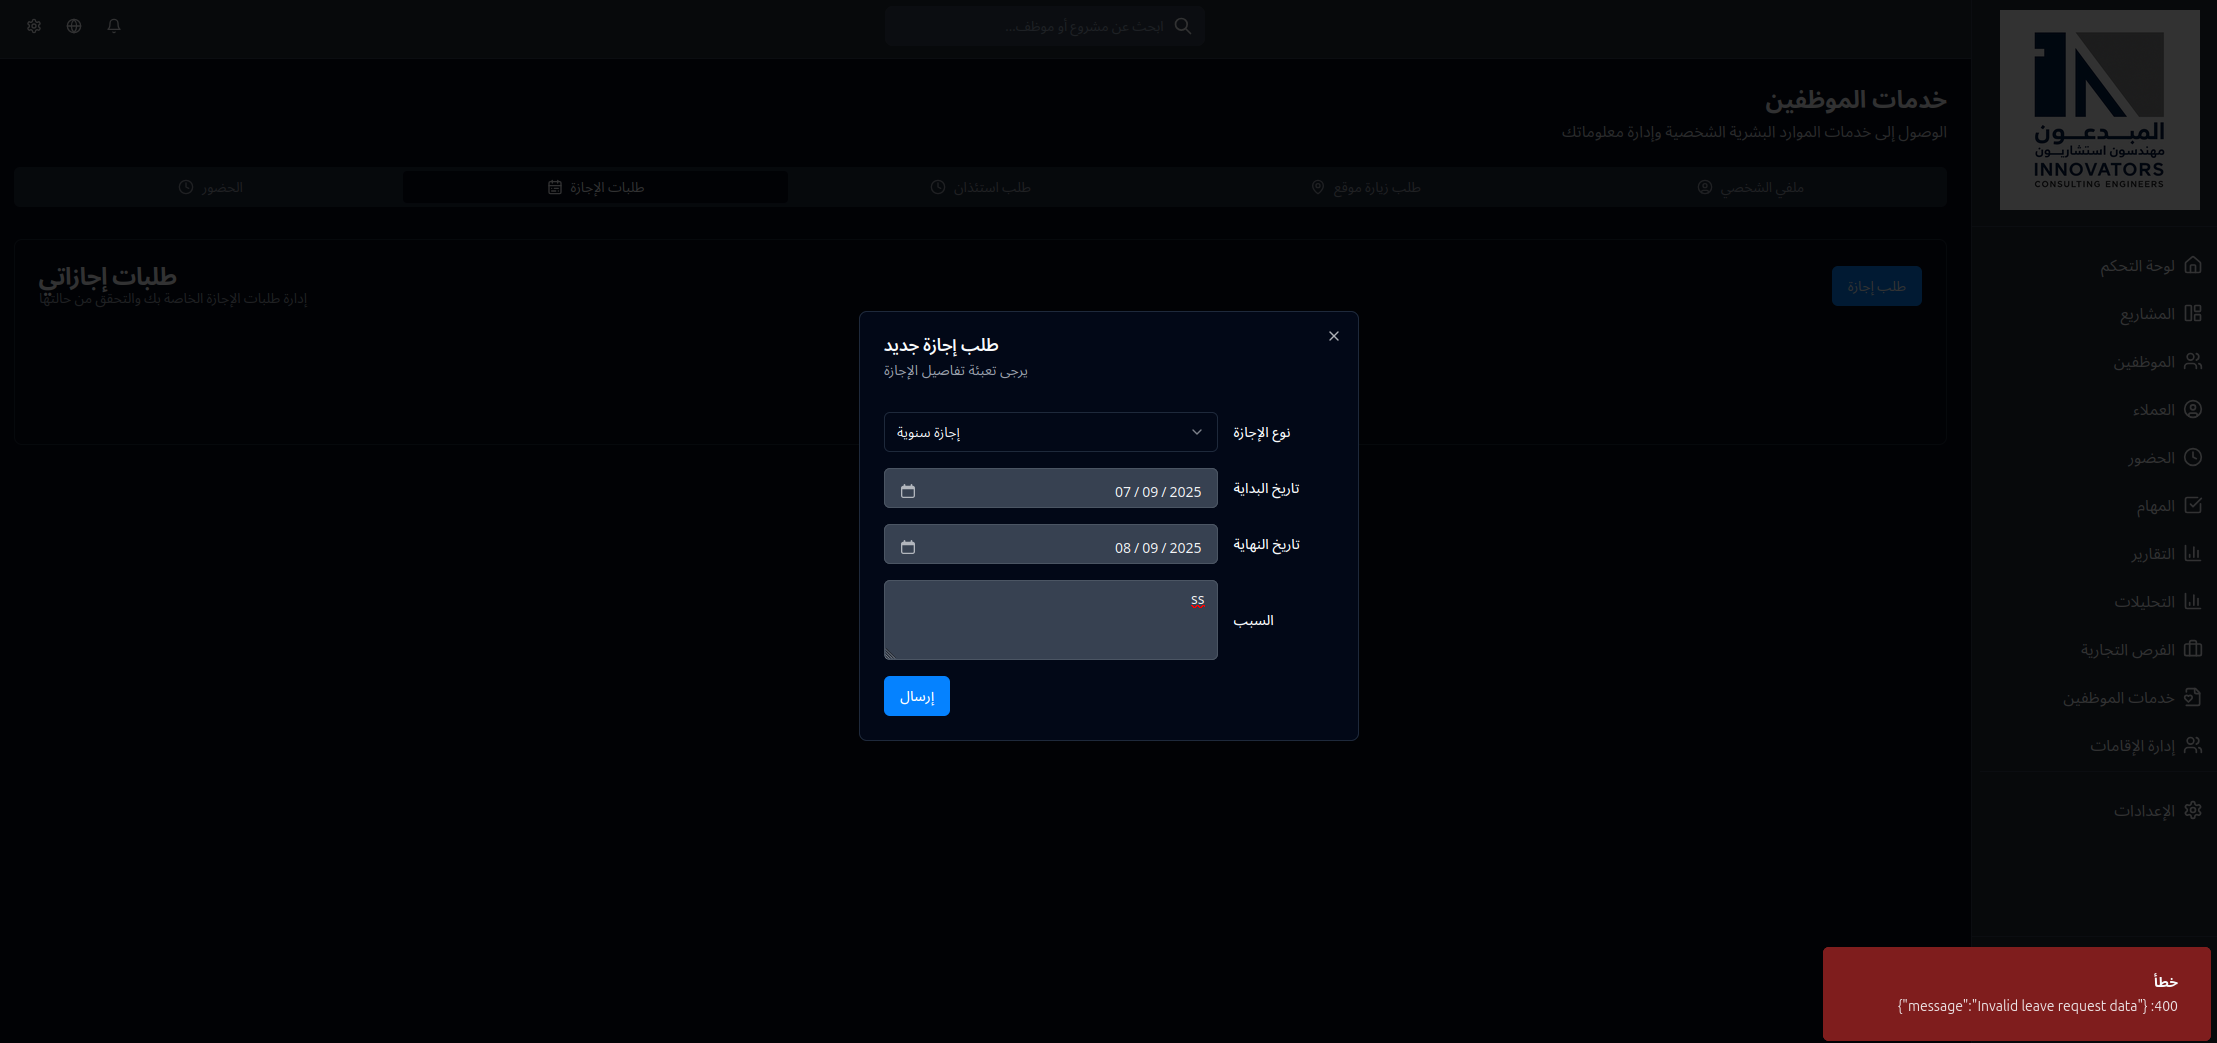 ابحث عن مشروع أو موظف...
المبدعون
مهندسون استشاريون
INNOVATORS
CONSULTING ENGINEERS
خدمات الموظفين
الوصول إلى خدمات الموارد البشرية الشخصية وإدارة معلوماتك
ملفي الشخصي
طلب زيارة موقع
طلب استئذان
طلبات الإجازة
الحضور
طلب إجازة
طلبات إجازاتي
إدارة طلبات الإجازة الخاصة بك والتحقق من حالتها
لوحة التحكم
المشاريع
الموظفين
العملاء
الحضور
المهام
التقارير
التحليلات
الفرص التجارية
خدمات الموظفين
إدارة الإقامات
الإعدادات
طلب إجازة جديد
يرجى تعبئة تفاصيل الإجازة
نوع الإجازة
إجازة سنوية
تاريخ البداية
07 / 09 / 2025
تاريخ النهاية
08 / 09 / 2025
السبب
ss
إرسال
خطأ
400: {"message":"Invalid leave request data"}